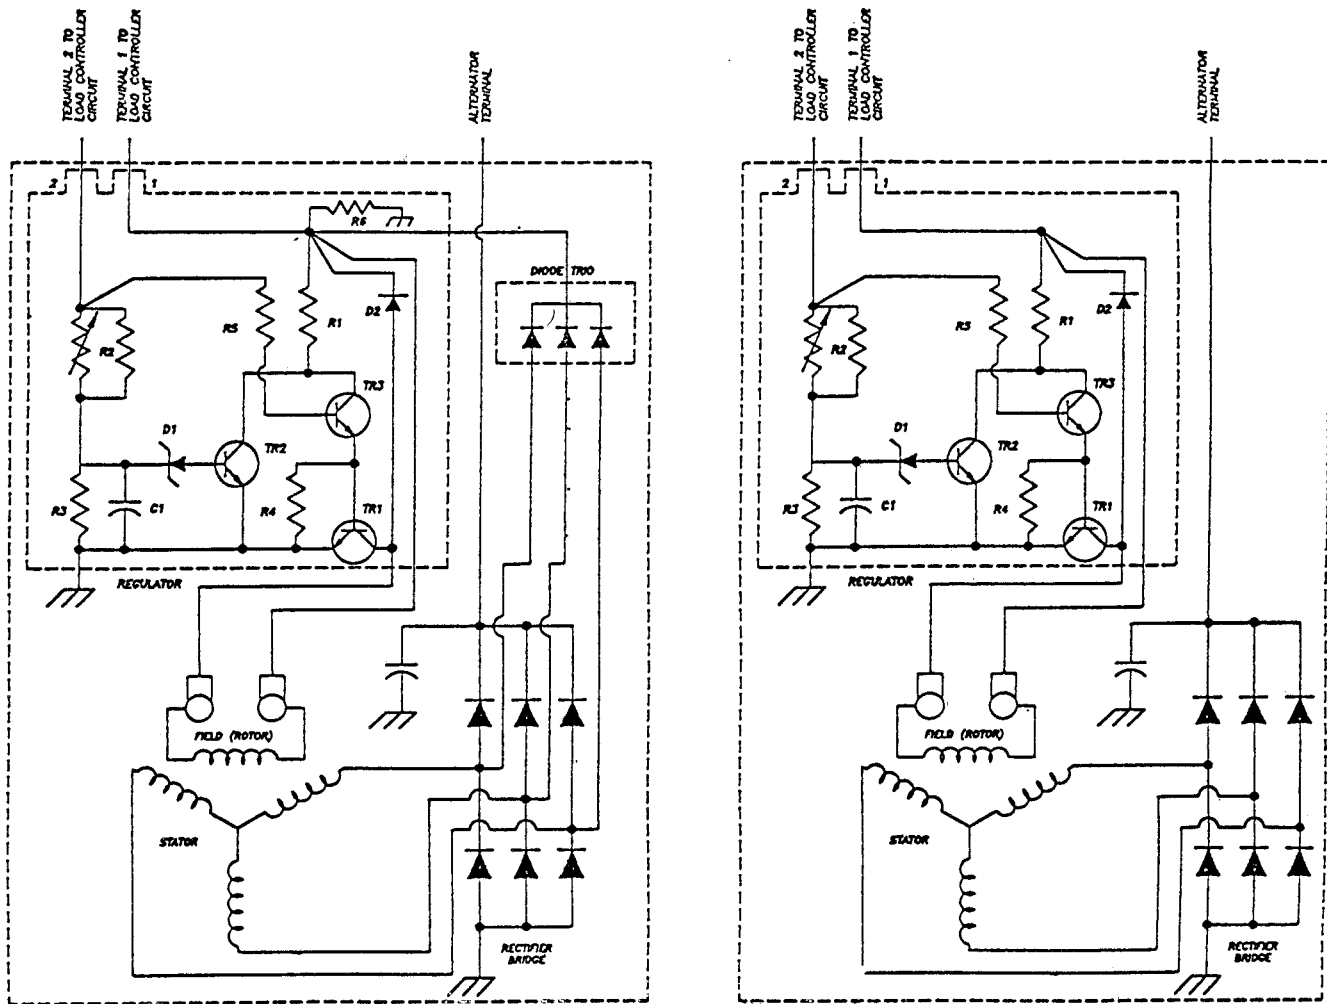 TERMINAL 2 TO
LOAD CONTROLLER
CIRCUIT
TERMINAL 1 TO
LOAD CONTROLLER
CIRCUIT
ALTERNATOR
TERMINAL
2
1
R6
DIODE TRIO
R5
R1
D2
R2
TR3
D1
TR2
R3
C1
R4
TR1
REGULATOR
FIELD (ROTOR)
STATOR
RECTIFIER
BRIDGE
TERMINAL 2 TO
LOAD CONTROLLER
CIRCUIT
TERMINAL 1 TO
LOAD CONTROLLER
CIRCUIT
ALTERNATOR
TERMINAL
2
1
R5
R1
D2
R2
TR3
D1
TR2
R3
C1
R4
TR1
REGULATOR
FIELD (ROTOR)
STATOR
RECTIFIER
BRIDGE